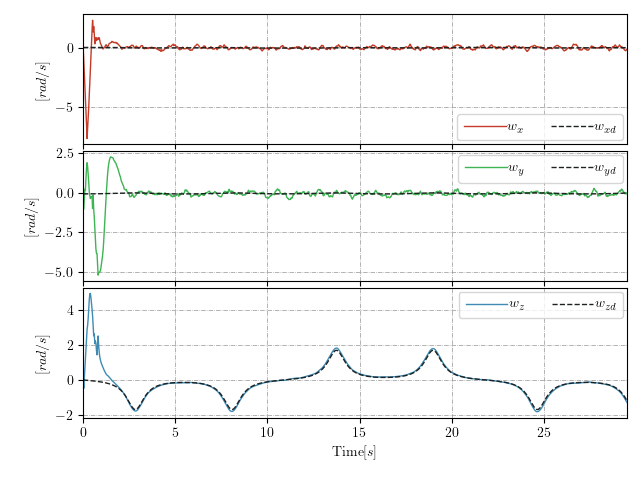 [rad/s]
0
−5
w_x
w_xd
[rad/s]
2.5
0.0
−2.5
−5.0
w_y
w_yd
[rad/s]
4
2
0
−2
w_z
w_zd
0 5 10 15 20 25
Time[s]